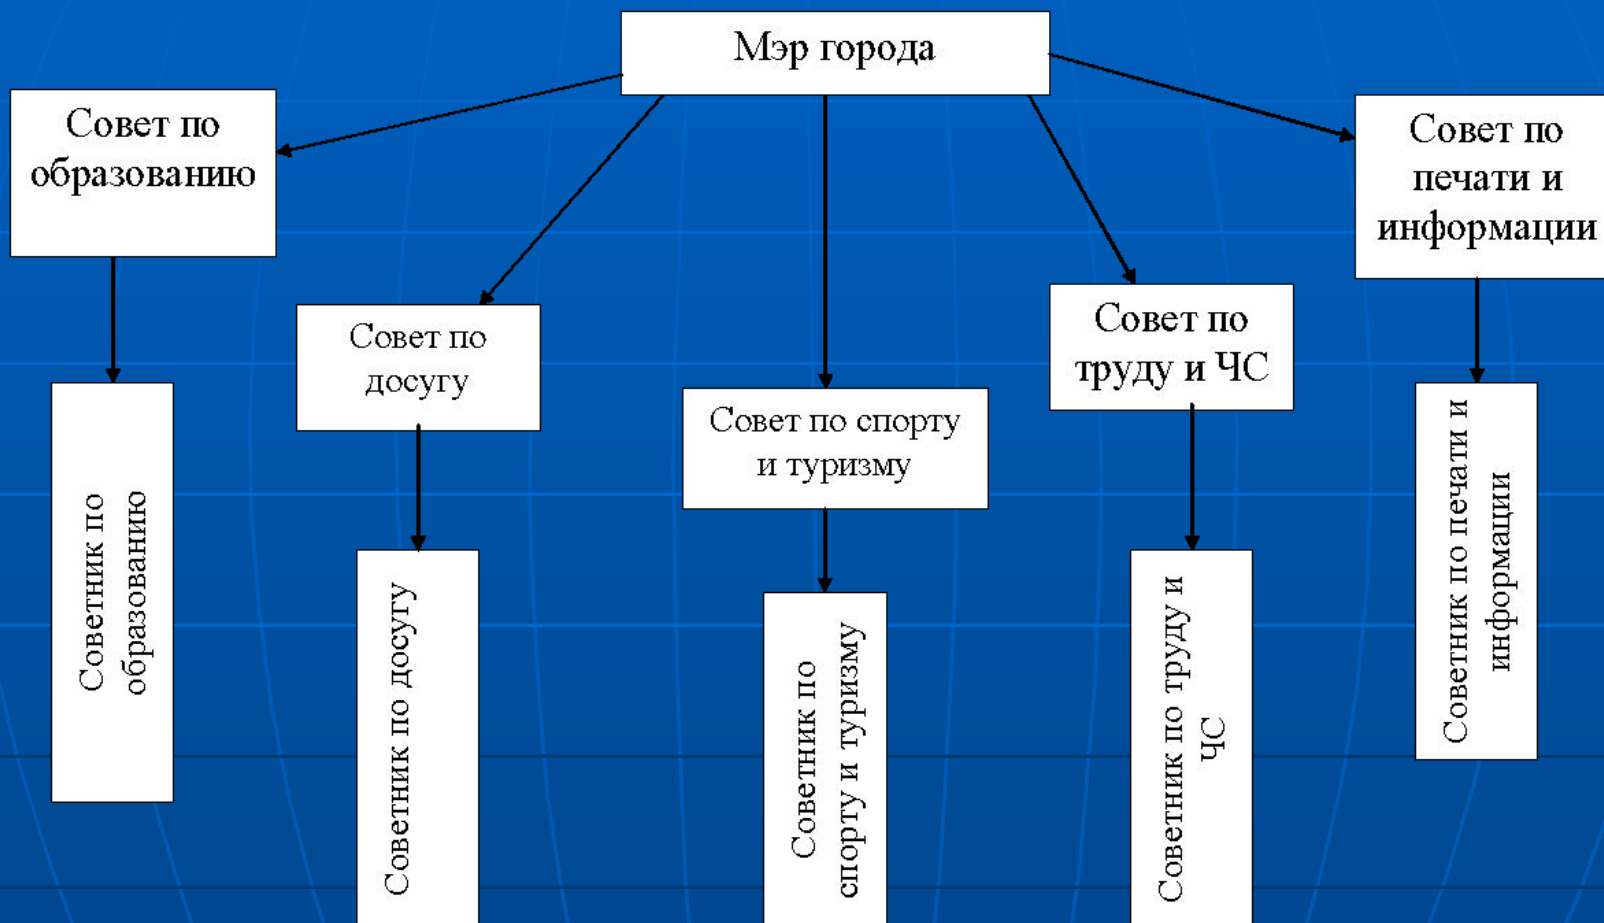 Мэр города
Совет по
образованию
Совет по
печати и
информации
Совет по
досугу
Совет по
труду и ЧС
Совет по спорту
и туризму
Советник по
образованию
Советник по досугу
Советник по
спорту и туризму
Советник по труду и
ЧС
Советник по печати и
информации